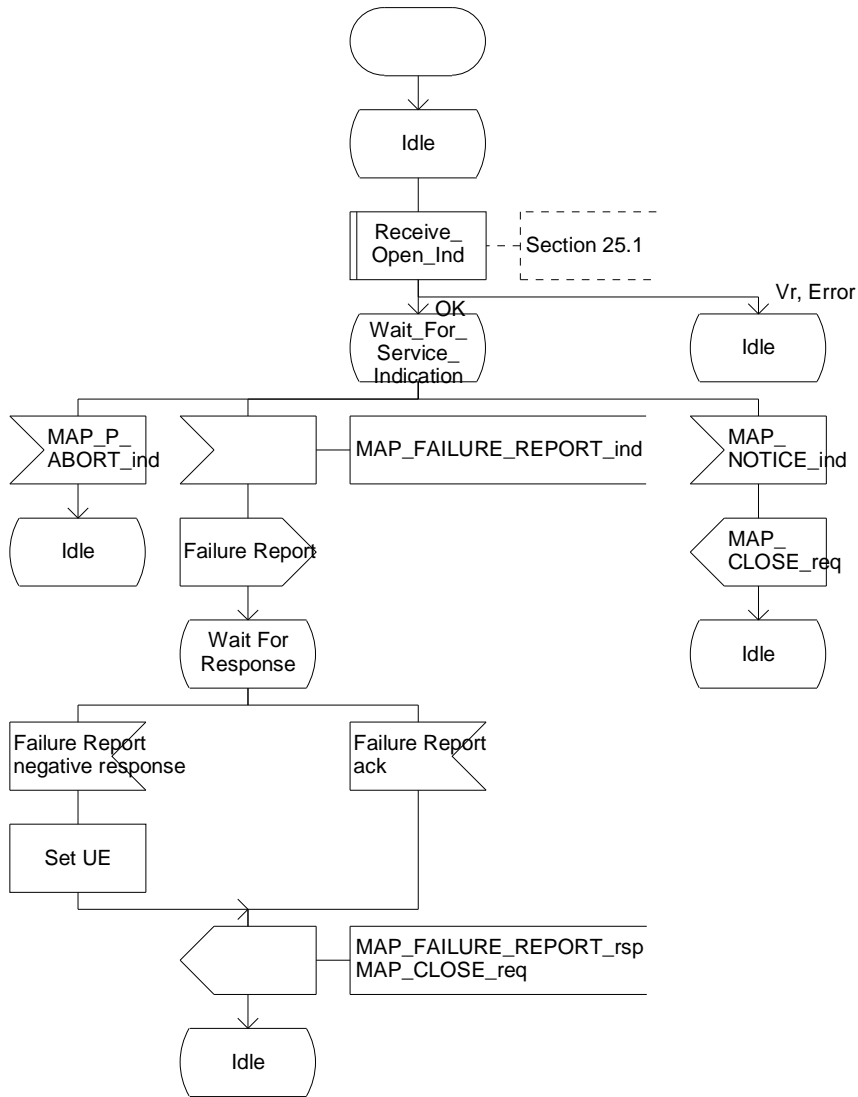 Idle
Receive_
Open_Ind
Section 25.1
Vr, Error
OK
Wait_For_
Service_
Indication
Idle
MAP_P_
ABORT_ind
MAP_FAILURE_REPORT_ind
MAP_
NOTICE_ind
Idle
Failure Report
MAP_
CLOSE_req
Wait For
Response
Idle
Failure Report
negative response
Failure Report
ack
Set UE
MAP_FAILURE_REPORT_rsp
MAP_CLOSE_req
Idle